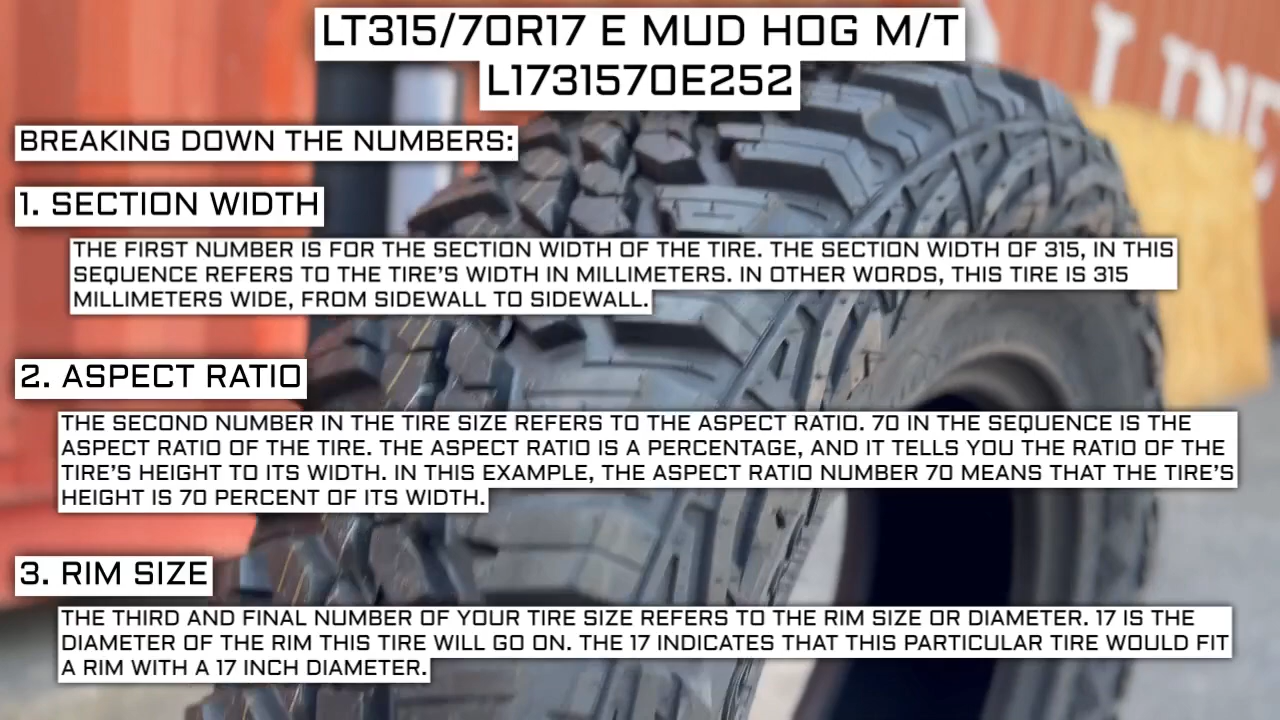 LT315/70R17 E MUD HOG M/T
L1731570E252
BREAKING DOWN THE NUMBERS:
1. SECTION WIDTH
THE FIRST NUMBER IS FOR THE SECTION WIDTH OF THE TIRE. THE SECTION WIDTH OF 315, IN THIS
SEQUENCE REFERS TO THE TIRE'S WIDTH IN MILLIMETERS. IN OTHER WORDS, THIS TIRE IS 315
MILLIMETERS WIDE, FROM SIDEWALL TO SIDEWALL.
2. ASPECT RATIO
THE SECOND NUMBER IN THE TIRE SIZE REFERS TO THE ASPECT RATIO. 70 IN THE SEQUENCE IS THE
ASPECT RATIO OF THE TIRE. THE ASPECT RATIO IS A PERCENTAGE, AND IT TELLS YOU THE RATIO OF THE
TIRE'S HEIGHT TO ITS WIDTH. IN THIS EXAMPLE, THE ASPECT RATIO NUMBER 70 MEANS THAT THE TIRE'S
HEIGHT IS 70 PERCENT OF ITS WIDTH.
3. RIM SIZE
THE THIRD AND FINAL NUMBER OF YOUR TIRE SIZE REFERS TO THE RIM SIZE OR DIAMETER. 17 IS THE
DIAMETER OF THE RIM THIS TIRE WILL GO ON. THE 17 INDICATES THAT THIS PARTICULAR TIRE WOULD FIT
A RIM WITH A 17 INCH DIAMETER.